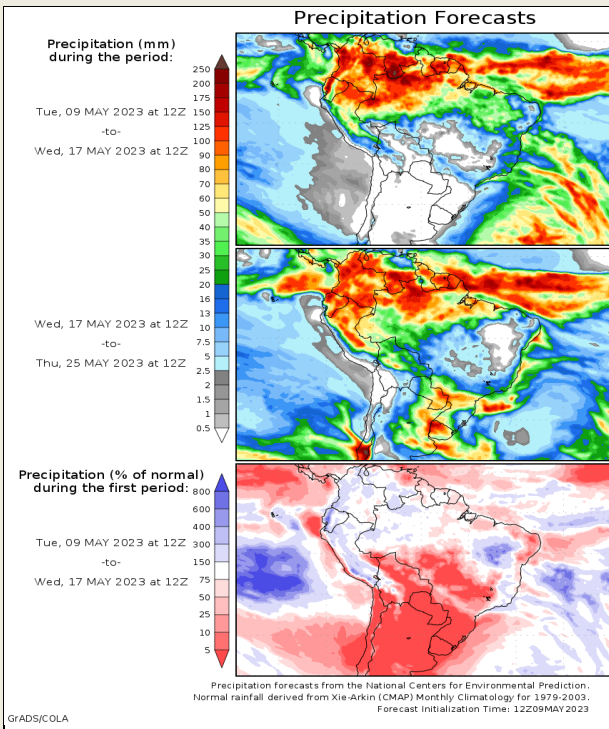 Precipitation Forecasts
Precipitation (mm)
during the period:
Tue, 09 MAY 2023 at 12Z
-to-
Wed, 17 MAY 2023 at 12Z
250
200
175
150
125
100
90
80
70
60
50
40
35
30
25
20
16
13
10
7.5
5
2.5
2
1.5
1
0.5
Wed, 17 MAY 2023 at 12Z
-to-
Thu, 25 MAY 2023 at 12Z
Precipitation (% of normal)
during the first period:
Tue, 09 MAY 2023 at 12Z
-to-
Wed, 17 MAY 2023 at 12Z
800
600
400
300
150
75
50
25
10
5
Precipitation forecasts from the National Centers for Environmental Prediction.
Normal rainfall derived from Xie-Arkin (CMAP) Monthly Climatology for 1979-2003.
Forecast Initialization Time: 12Z09MAY2023
GrADS/COLA